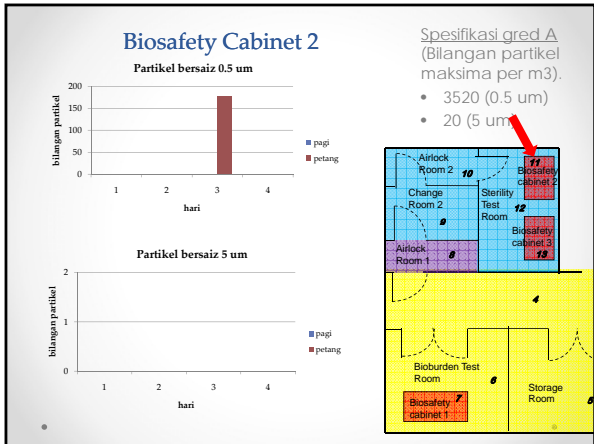 Biosafety Cabinet 2
Partikel bersaiz 0.5 um
200
150
100
50
0
bilangan partikel
1 2 3 4
hari
pagi
petang
Partikel bersaiz 5 um
2
1
0
bilangan partikel
1 2 3 4
hari
pagi
petang
Spesifikasi gred A
(Bilangan partikel
maksima per m3).
• 3520 (0.5 um)
• 20 (5 um)
Airlock
Room 2
10
11
Biosafety
cabinet 2
Change
Room 2
9
Sterility
Test
Room
12
Biosafety
cabinet 3
13
Airlock
Room 1
8
4
Bioburden Test
Room
6
Biosafety
cabinet 1
7
Storage
Room
5